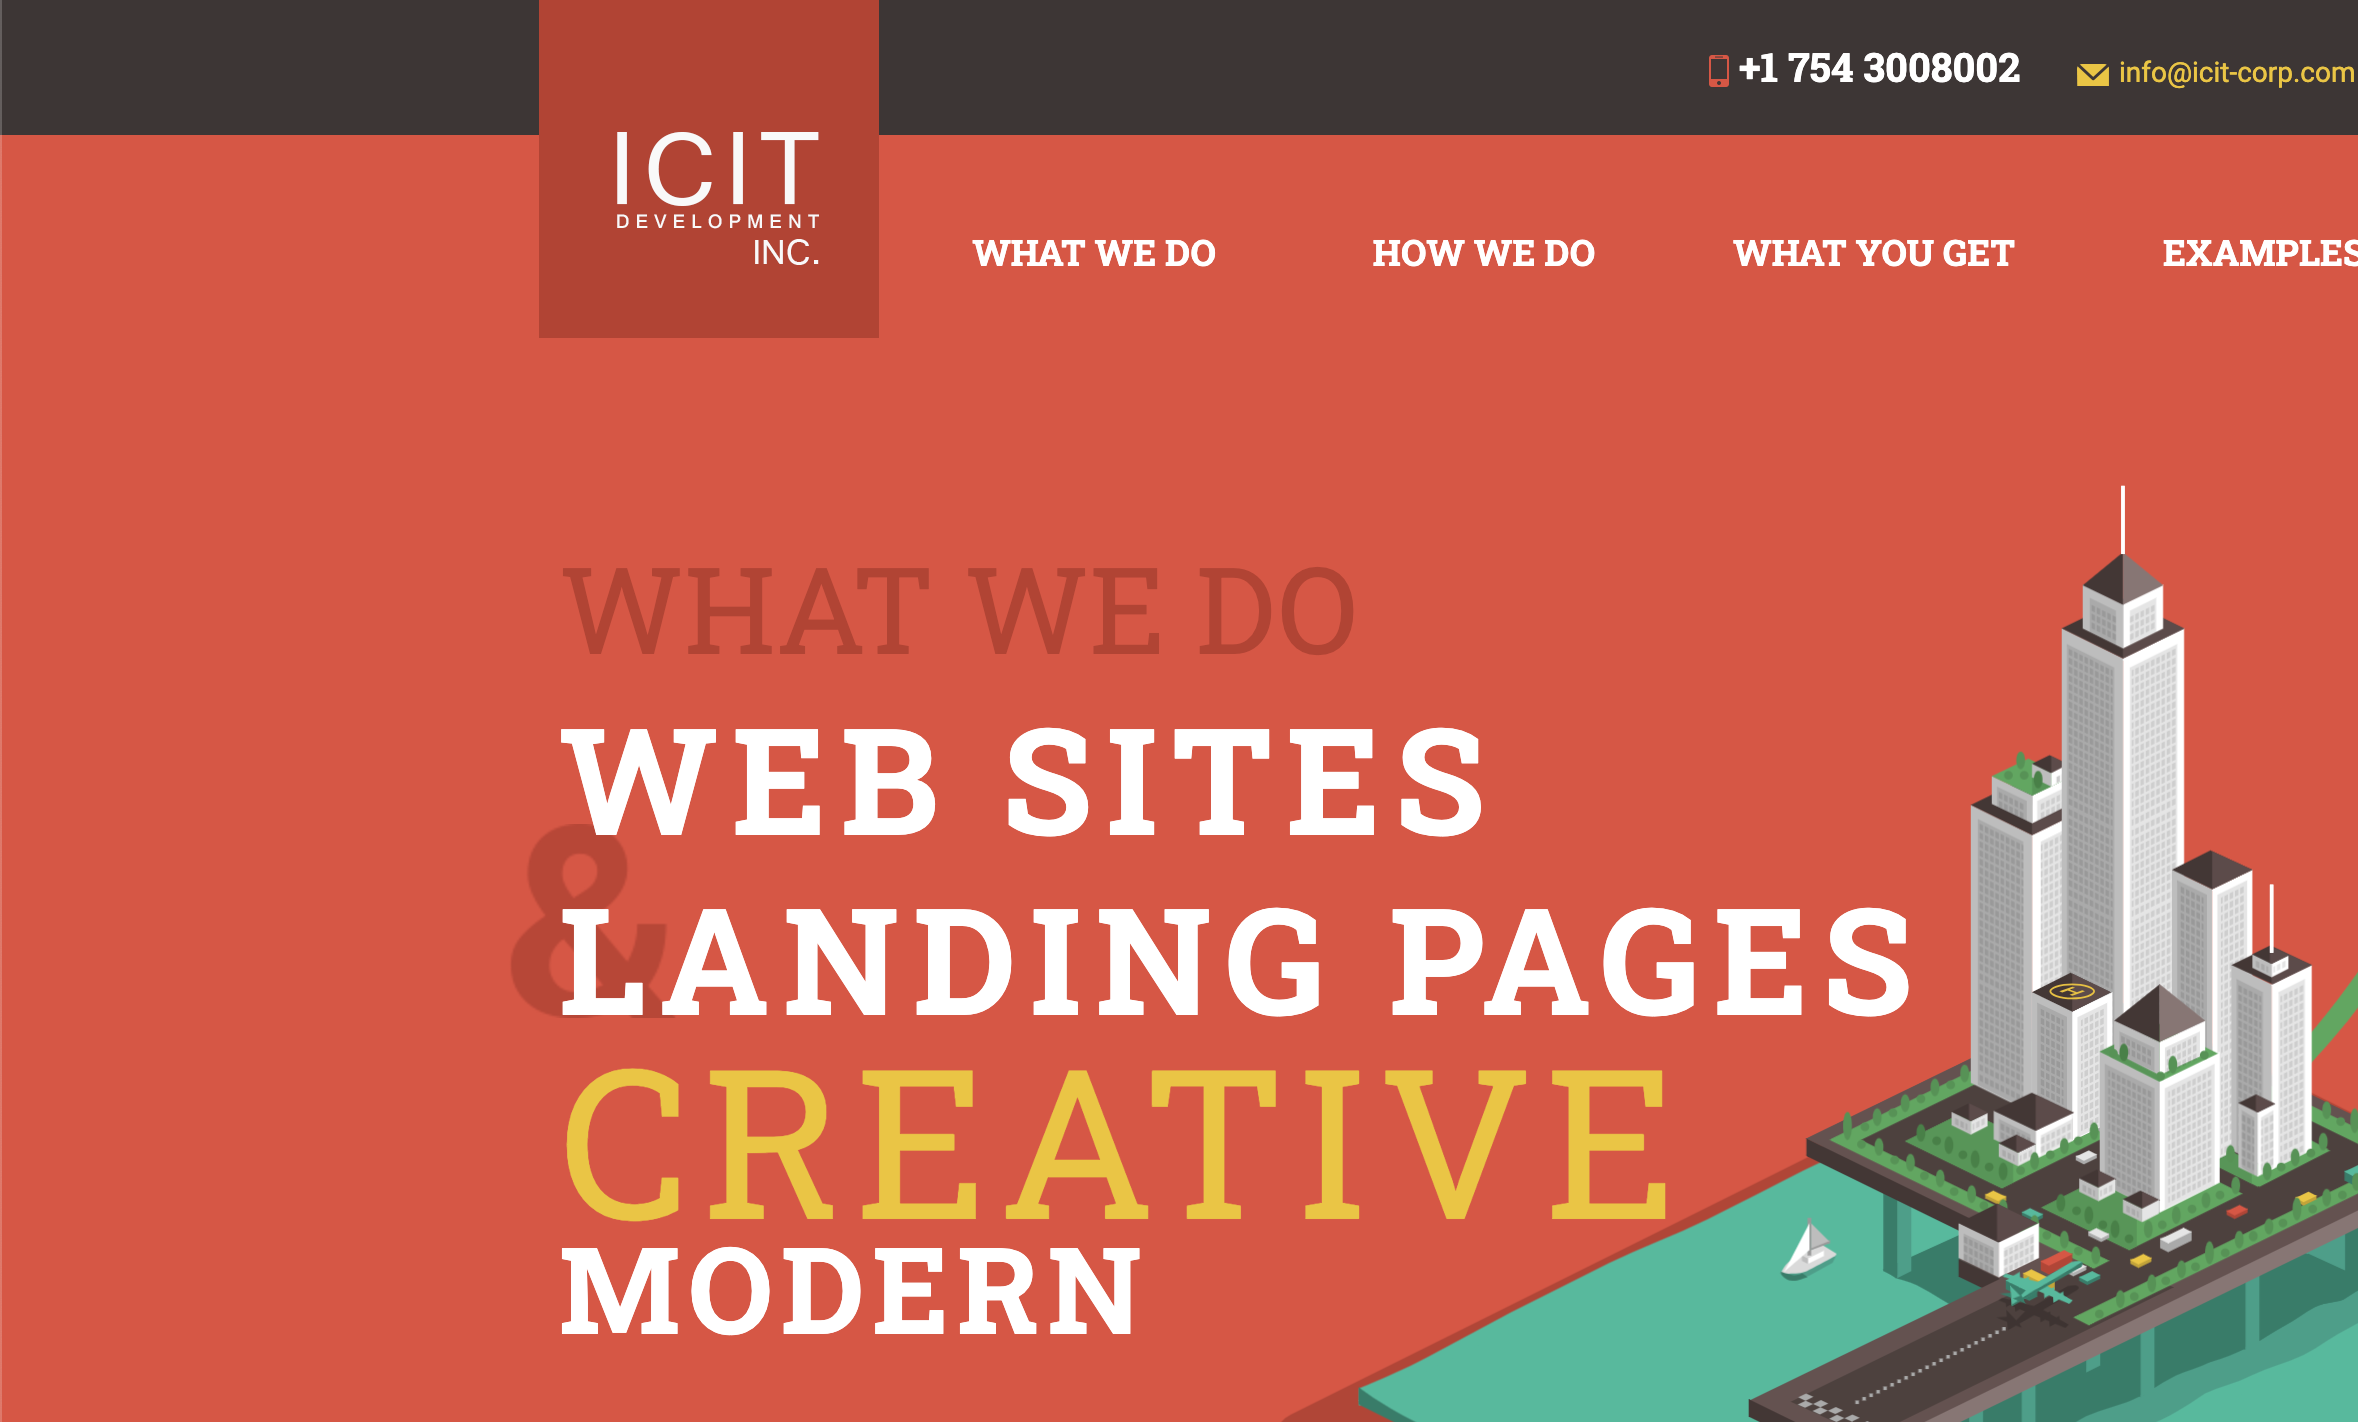 +1 754 3008002
info@icit-corp.com
ICIT
DEVELOPMENT
INC.
WHAT WE DO
HOW WE DO
WHAT YOU GET
EXAMPLES
WHAT WE DO
WEB SITES
&
LANDING PAGES
CREATIVE
MODERN
H